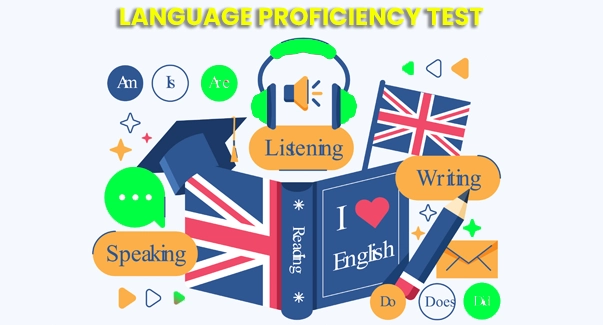 LANGUAGE PROFICIENCY TEST
Am Is Are
Listening
Writing
Speaking
Reading
I
English
Do Does Did